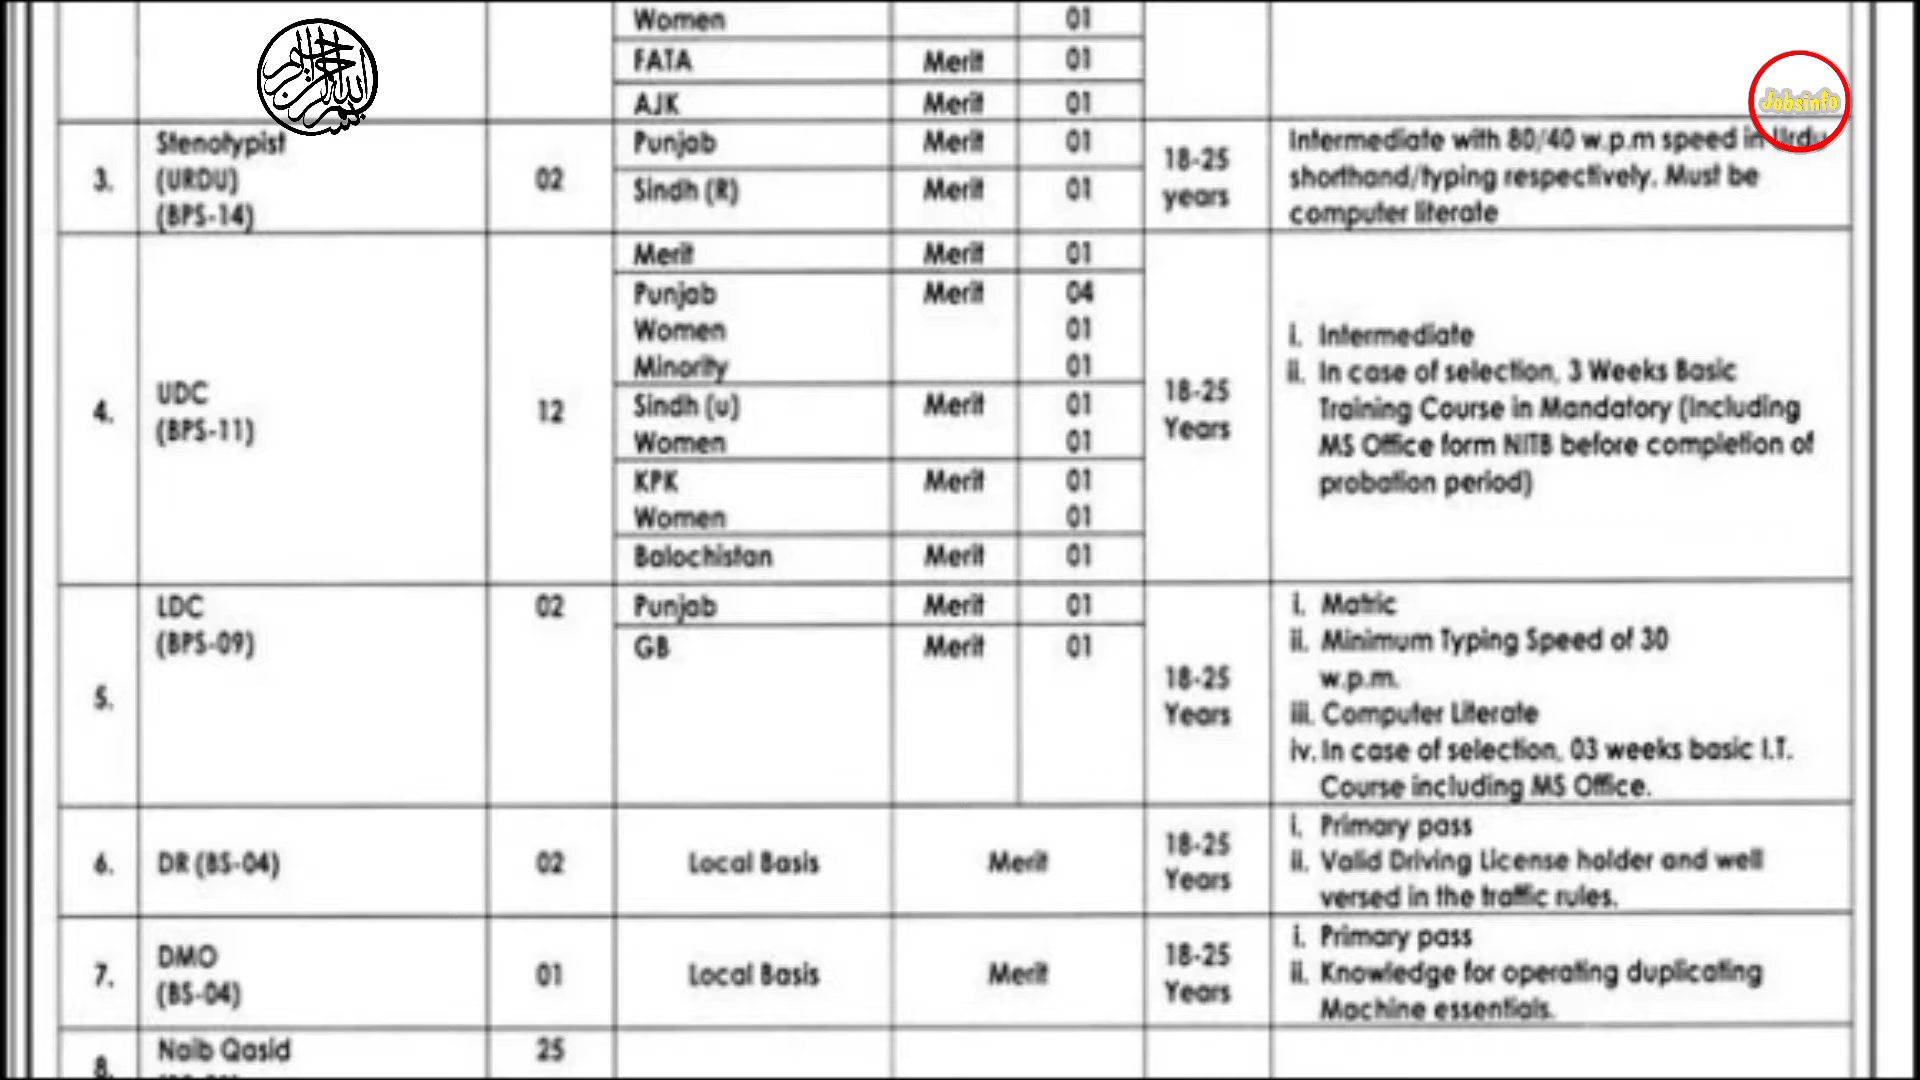 Women 01
FATA Merit 01
AJK Merit 01
Jobsinfo
3. Stenotypist (URDU) (BPS-14) 02
Punjab Merit 01
Sindh (R) Merit 01
18-25 years
Intermediate with 80/40 w.p.m speed in Urdu
shorthand/typing respectively. Must be
computer literate
4. UDC (BPS-11) 12
Merit Merit 01
Punjab Merit 04
Women 01
Minority 01
Sindh (u) Merit 01
Women 01
KPK Merit 01
Women 01
Balochistan Merit 01
18-25 Years
i. Intermediate
ii. In case of selection, 3 Weeks Basic
Training Course in Mandatory (Including
MS Office form NITB before completion of
probation period)
5. LDC (BPS-09) 02
Punjab Merit 01
GB Merit 01
18-25 Years
i. Matric
ii. Minimum Typing Speed of 30
w.p.m.
iii. Computer Literate
iv. In case of selection, 03 weeks basic I.T.
Course including MS Office.
6. DR (BS-04) 02 Local Basis Merit
18-25 Years
i. Primary pass
ii. Valid Driving License holder and well
versed in the traffic rules.
7. DMO (BS-04) 01 Local Basis Merit
18-25 Years
i. Primary pass
ii. Knowledge for operating duplicating
Machine essentials.
8. Naib Qasid 25